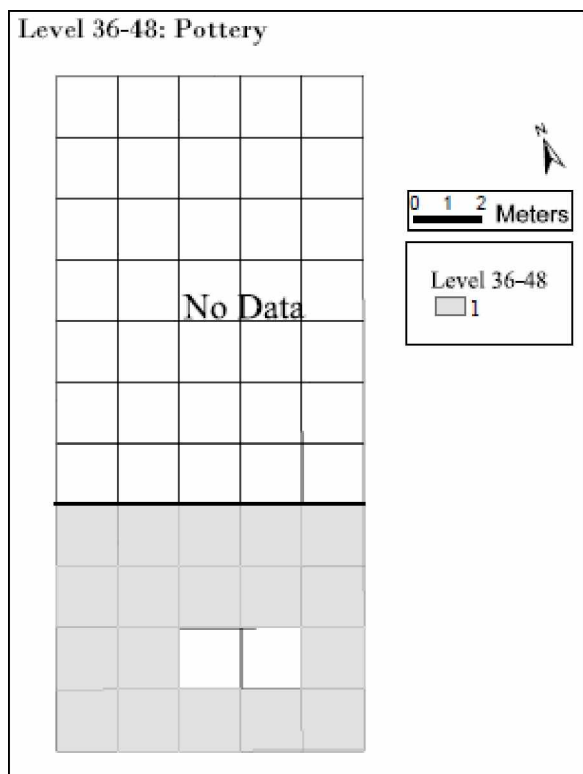 Level 36-48: Pottery
N
0 1 2 Meters
Level 36-48
1
No Data